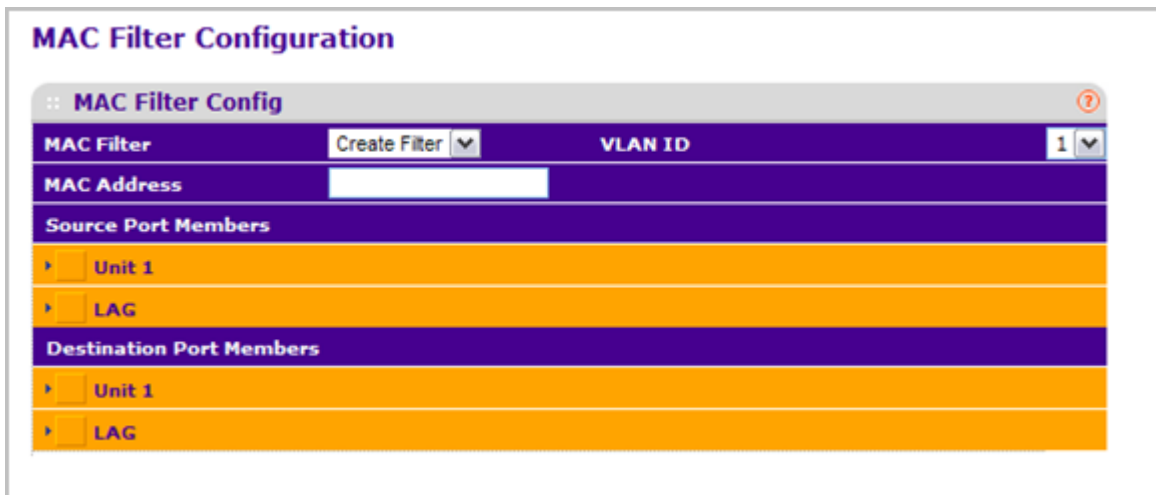 MAC Filter Configuration
MAC Filter Config ?
MAC Filter Create Filter VLAN ID 1
MAC Address
Source Port Members
Unit 1
LAG
Destination Port Members
Unit 1
LAG